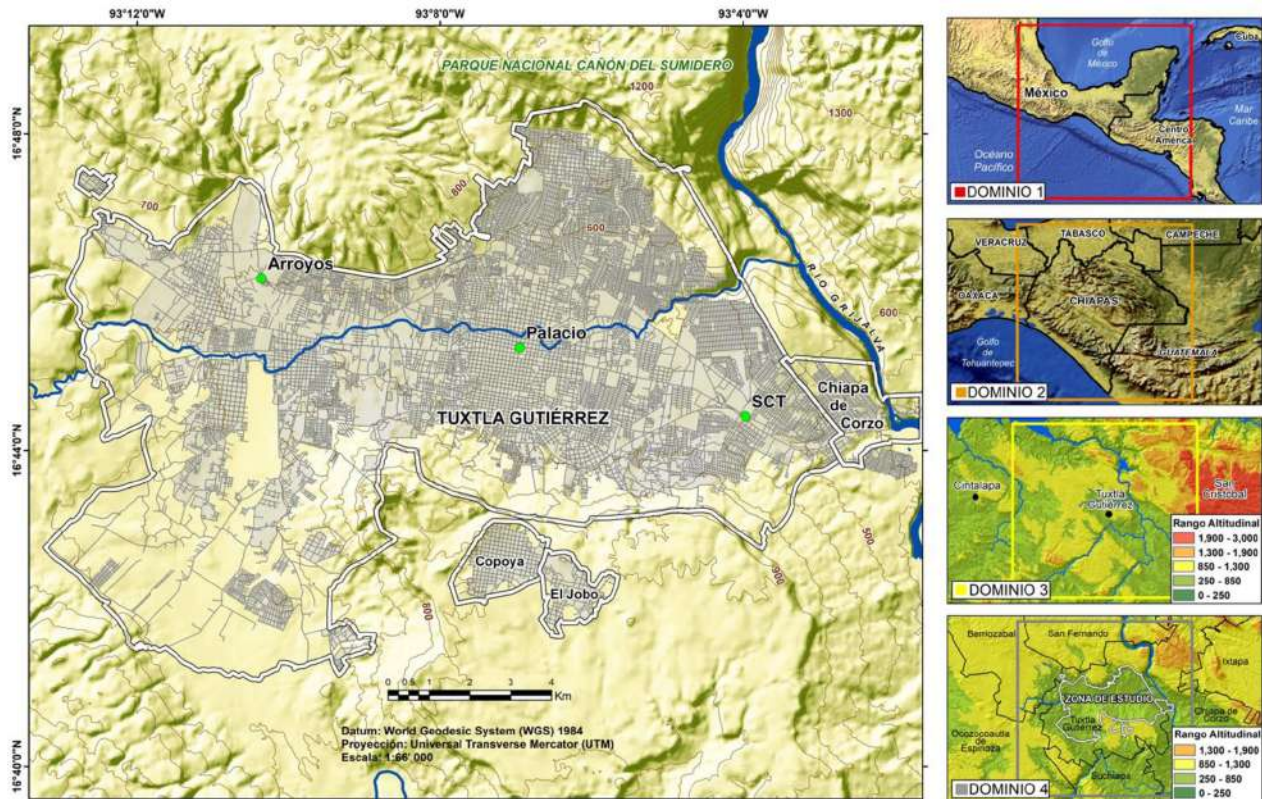 93°12'0"W
93°8'0"W
93°4'0"W
16°48'0"N
16°44'0"N
16°40'0"N
PARQUE NACIONAL CAÑÓN DEL SUMIDERO
1200
1300
800
700
600
Arroyos
RIO GRIJALVA
600
Palacio
SCT
Chiapa
de
Corzo
TUXTLA GUTIÉRREZ
500
900
Copoya
El Jobo
800
0 0.5 1 2 3 4
Km
Datum: World Geodesic System (WGS) 1984
Proyección: Universal Transverse Mercator (UTM)
Escala: 1:66' 000
Golfo
de
México
Cuba
México
Mar
Caribe
Centro
América
Océano
Pacífico
DOMINIO 1
VERACRUZ
TABASCO
CAMPECHE
OAXACA
CHIAPAS
Golfo
de
Tehuantepec
GUATEMALA
DOMINIO 2
Cintalapa
Tuxtla
Gutiérrez
San
Cristobal
Rango Altitudinal
1,900 - 3,000
1,300 - 1,900
850 - 1,300
250 - 850
0 - 250
DOMINIO 3
Berriozabal
San Fernando
Ixtapa
ZONA DE ESTUDIO
Chiapa de
Corzo
Tuxtla
Gutiérrez
Ocozocoautla
de
Espinoza
Suchiapa
Rango Altitudinal
1,300 - 1,900
850 - 1,300
250 - 850
0 - 250
DOMINIO 4